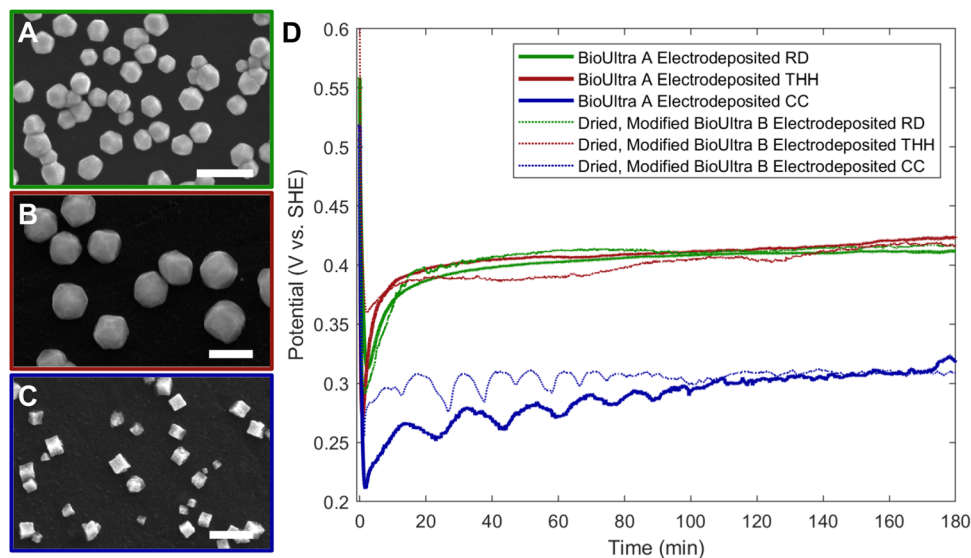 A
B
C
D
Potential (V vs. SHE)
0.6
0.55
0.5
0.45
0.4
0.35
0.3
0.25
0.2
BioUltra A Electrodeposited RD
BioUltra A Electrodeposited THH
BioUltra A Electrodeposited CC
Dried, Modified BioUltra B Electrodeposited RD
Dried, Modified BioUltra B Electrodeposited THH
Dried, Modified BioUltra B Electrodeposited CC
0 20 40 60 80 100 120 140 160 180
Time (min)